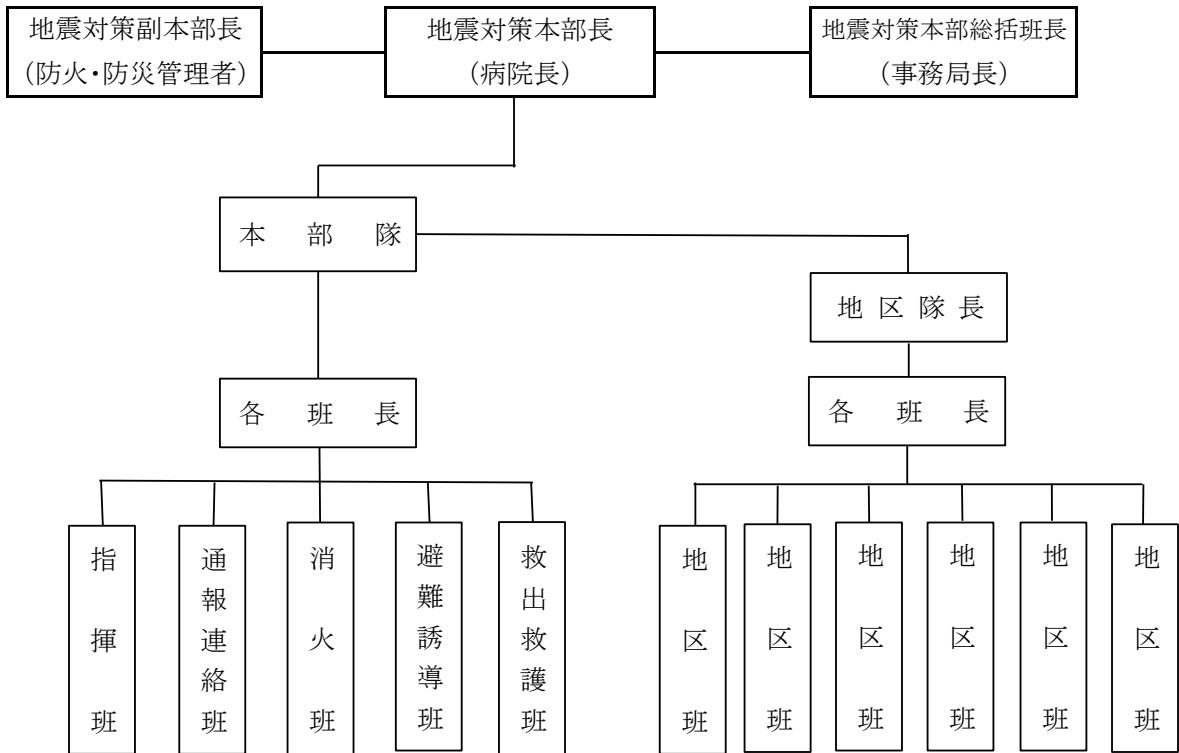 地震対策副本部長
（防火・防災管理者）
地震対策本部長
（病院長）
地震対策本部総括班長
（事務局長）
本部隊
地区隊長
各班長
各班長
指揮班
通報連絡班
消火班
避難誘導班
救出救護班
地区班
地区班
地区班
地区班
地区班
地区班